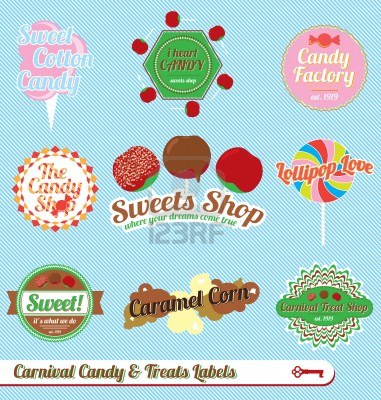 Sweet
Cotton
Candy
i heart
CANDY
sweets shop
Candy
Factory
est. 1919
The
Candy
Shop
Sweets Shop
where your dreams come true
123RF
Lollipop Love
Sweet!
it's what we do
Caramel Corn
Carnival Treat Shop
est. 1919
Carnival Candy & Treats Labels